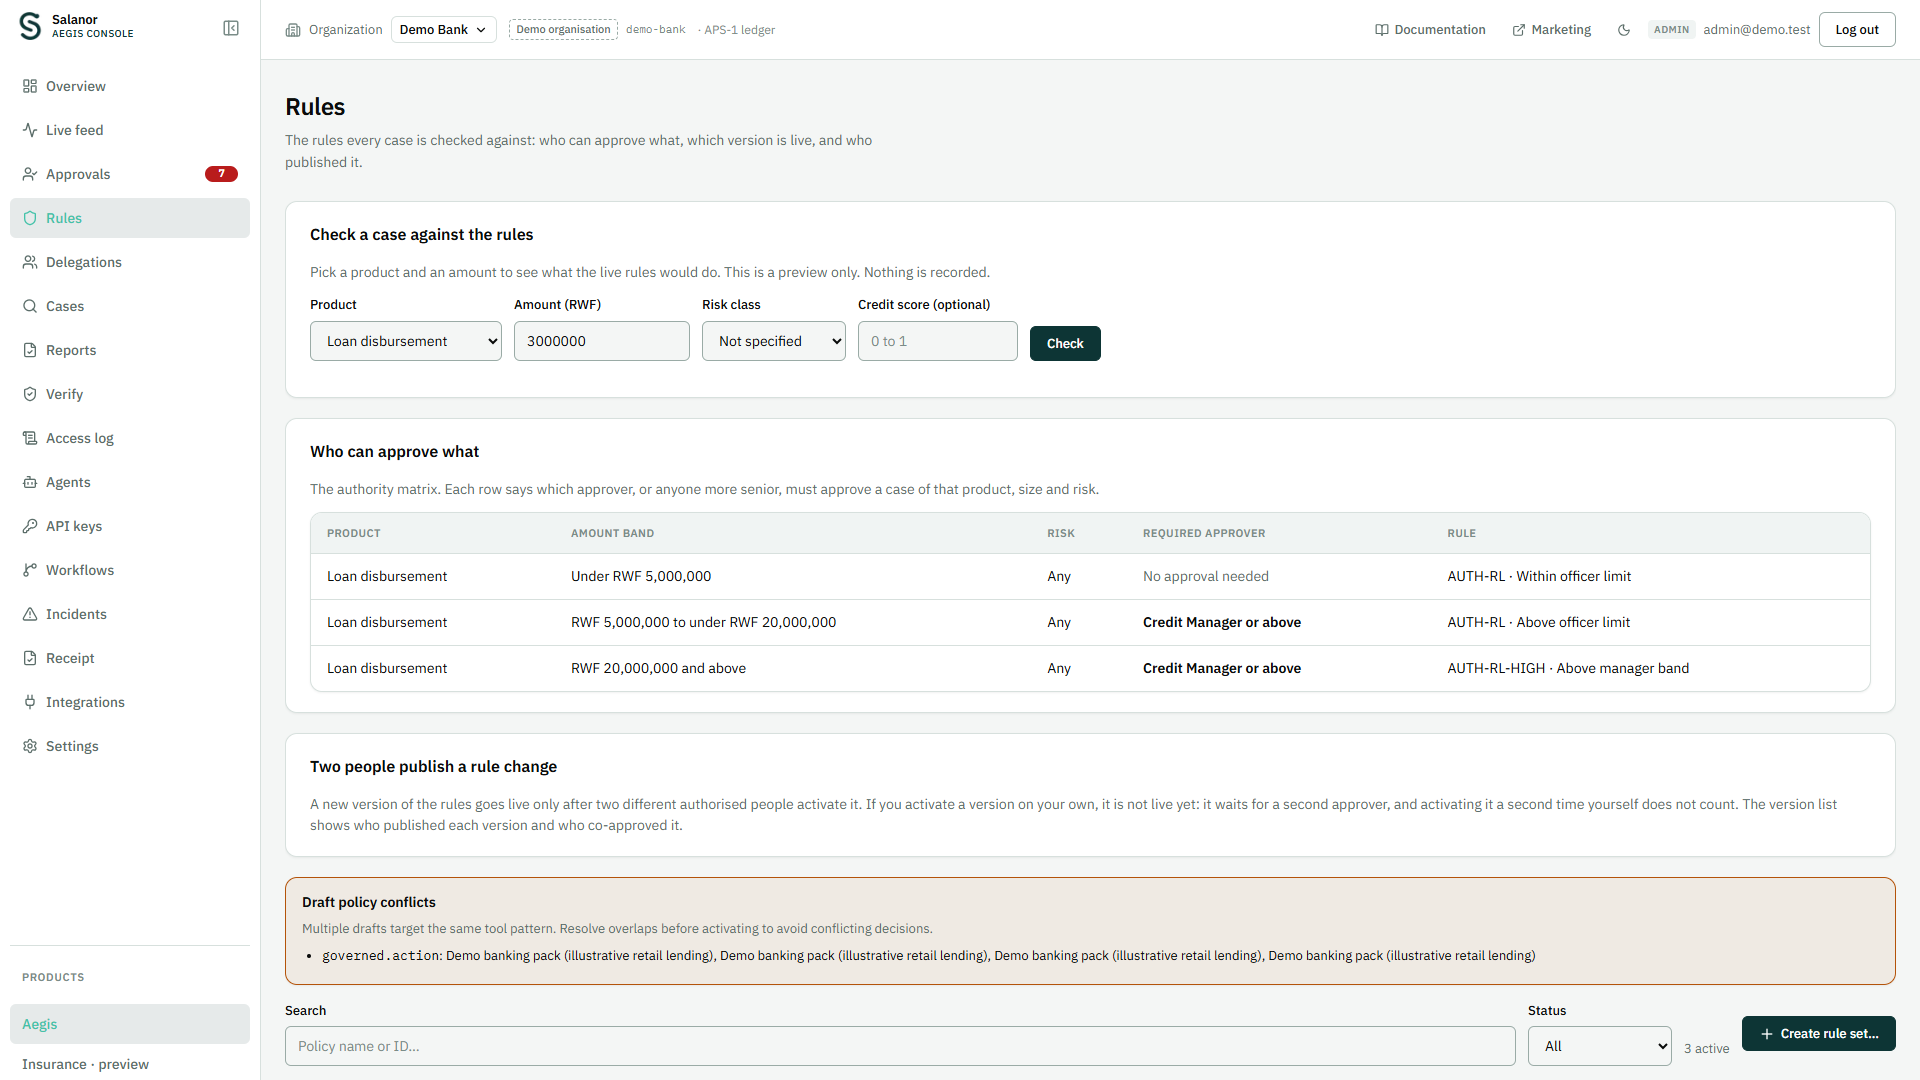 Salanor
AEGIS CONSOLE
Organization
Demo Bank
Demo organisation
demo-bank
· APS-1 ledger
Documentation
Marketing
ADMIN
admin@demo.test
Log out
Overview
Live feed
Approvals
7
Rules
Delegations
Cases
Reports
Verify
Access log
Agents
API keys
Workflows
Incidents
Receipt
Integrations
Settings
PRODUCTS
Aegis
Insurance · preview
Rules
The rules every case is checked against: who can approve what, which version is live, and who
published it.
Check a case against the rules
Pick a product and an amount to see what the live rules would do. This is a preview only. Nothing is recorded.
Product
Amount (RWF)
Risk class
Credit score (optional)
Loan disbursement
3000000
Not specified
0 to 1
Check
Who can approve what
The authority matrix. Each row says which approver, or anyone more senior, must approve a case of that product, size and risk.
PRODUCT AMOUNT BAND RISK REQUIRED APPROVER RULE
Loan disbursement Under RWF 5,000,000 Any No approval needed AUTH-RL · Within officer limit
Loan disbursement RWF 5,000,000 to under RWF 20,000,000 Any Credit Manager or above AUTH-RL · Above officer limit
Loan disbursement RWF 20,000,000 and above Any Credit Manager or above AUTH-RL-HIGH · Above manager band
Two people publish a rule change
A new version of the rules goes live only after two different authorised people activate it. If you activate a version on your own, it is not live yet: it waits for a second approver, and activating it a second time yourself does not count. The version list
shows who published each version and who co-approved it.
Draft policy conflicts
Multiple drafts target the same tool pattern. Resolve overlaps before activating to avoid conflicting decisions.
• governed.action: Demo banking pack (illustrative retail lending), Demo banking pack (illustrative retail lending), Demo banking pack (illustrative retail lending), Demo banking pack (illustrative retail lending)
Search
Policy name or ID...
Status
All
3 active
+ Create rule set...